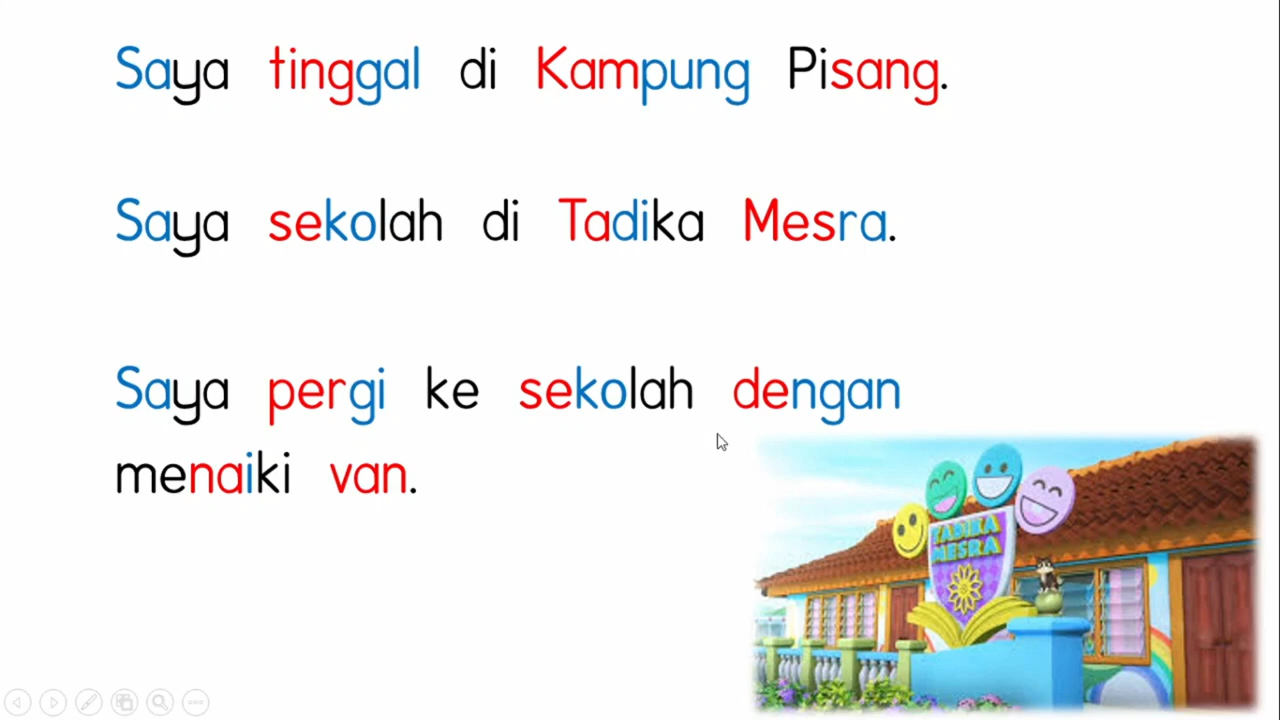 Saya tinggal di Kampung Pisang.
Saya sekolah di Tadika Mesra.
Saya pergi ke sekolah dengan
menaiki van.
TADIKA
MESRA